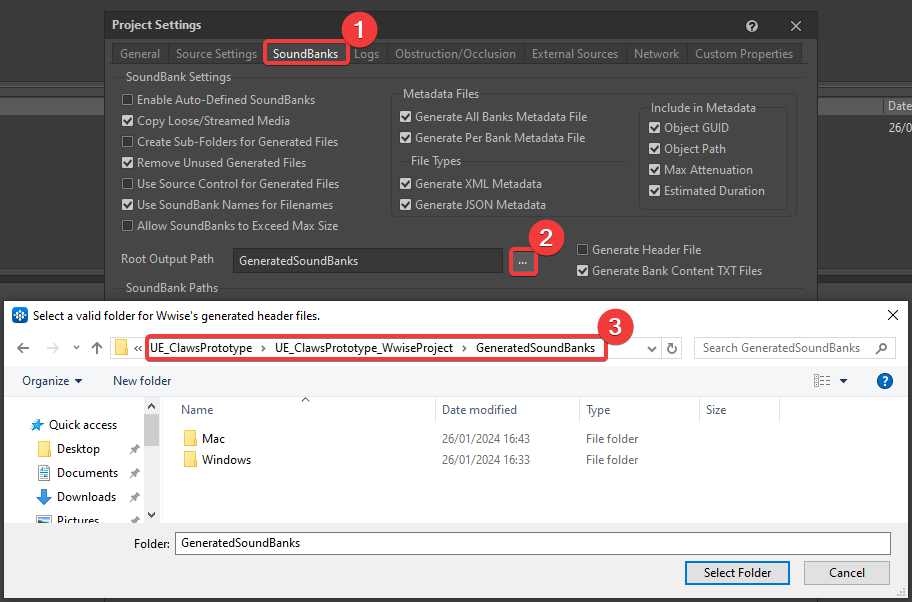 Project Settings
1
General
Source Settings
SoundBanks
Logs
Obstruction/Occlusion
External Sources
Network
Custom Properties
SoundBank Settings
Enable Auto-Defined SoundBanks
Copy Loose/Streamed Media
Create Sub-Folders for Generated Files
Remove Unused Generated Files
Use Source Control for Generated Files
Use SoundBank Names for Filenames
Allow SoundBanks to Exceed Max Size
Metadata Files
Generate All Banks Metadata File
Generate Per Bank Metadata File
File Types
Generate XML Metadata
Generate JSON Metadata
Include in Metadata
Object GUID
Object Path
Max Attenuation
Estimated Duration
Date
26/0
Root Output Path
GeneratedSoundBanks
...
2
Generate Header File
Generate Bank Content TXT Files
SoundBank Paths
Select a valid folder for Wwise's generated header files.
3
« UE_ClawsPrototype > UE_ClawsPrototype_WwiseProject > GeneratedSoundBanks
Search GeneratedSoundBanks
Organize
New folder
?
Quick access
Desktop
Documents
Downloads
Pictures
Name
Date modified
Type
Size
Mac
26/01/2024 16:43
File folder
Windows
26/01/2024 16:33
File folder
Folder:
GeneratedSoundBanks
Select Folder
Cancel